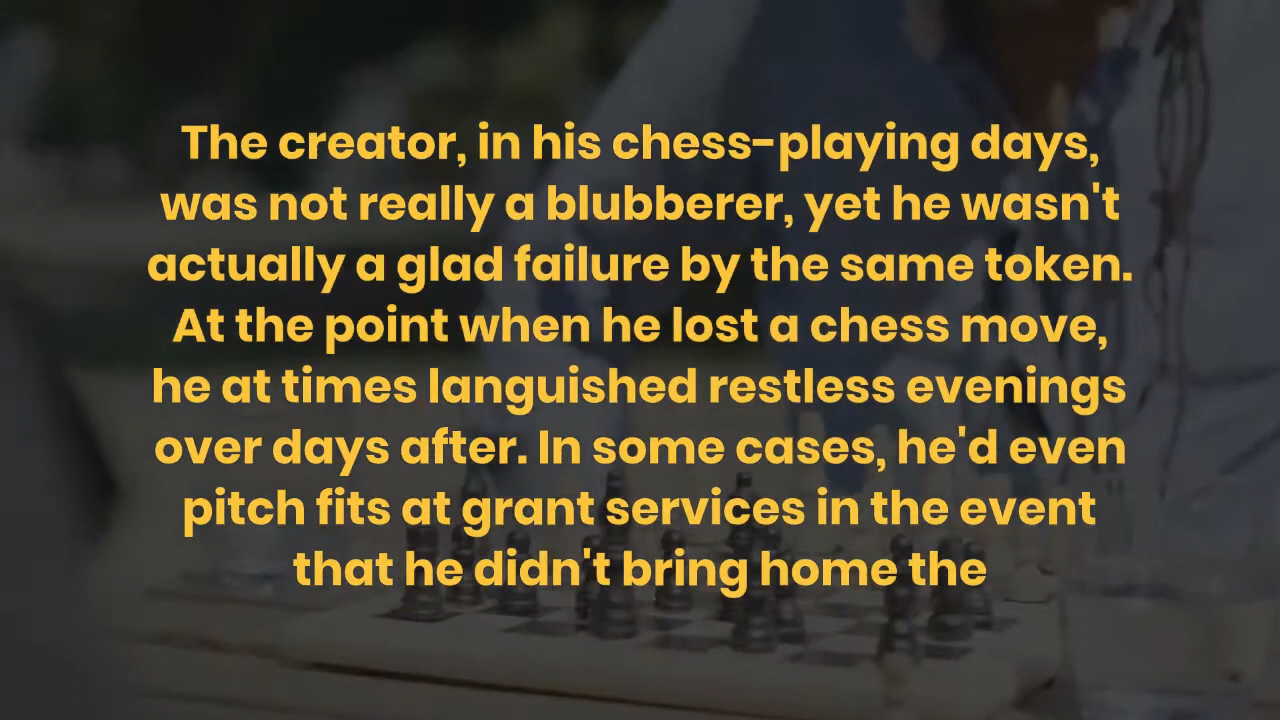 The creator, in his chess-playing days,
was not really a blubberer, yet he wasn't
actually a glad failure by the same token.
At the point when he lost a chess move,
he at times languished restless evenings
over days after. In some cases, he'd even
pitch fits at grant services in the event
that he didn't bring home the